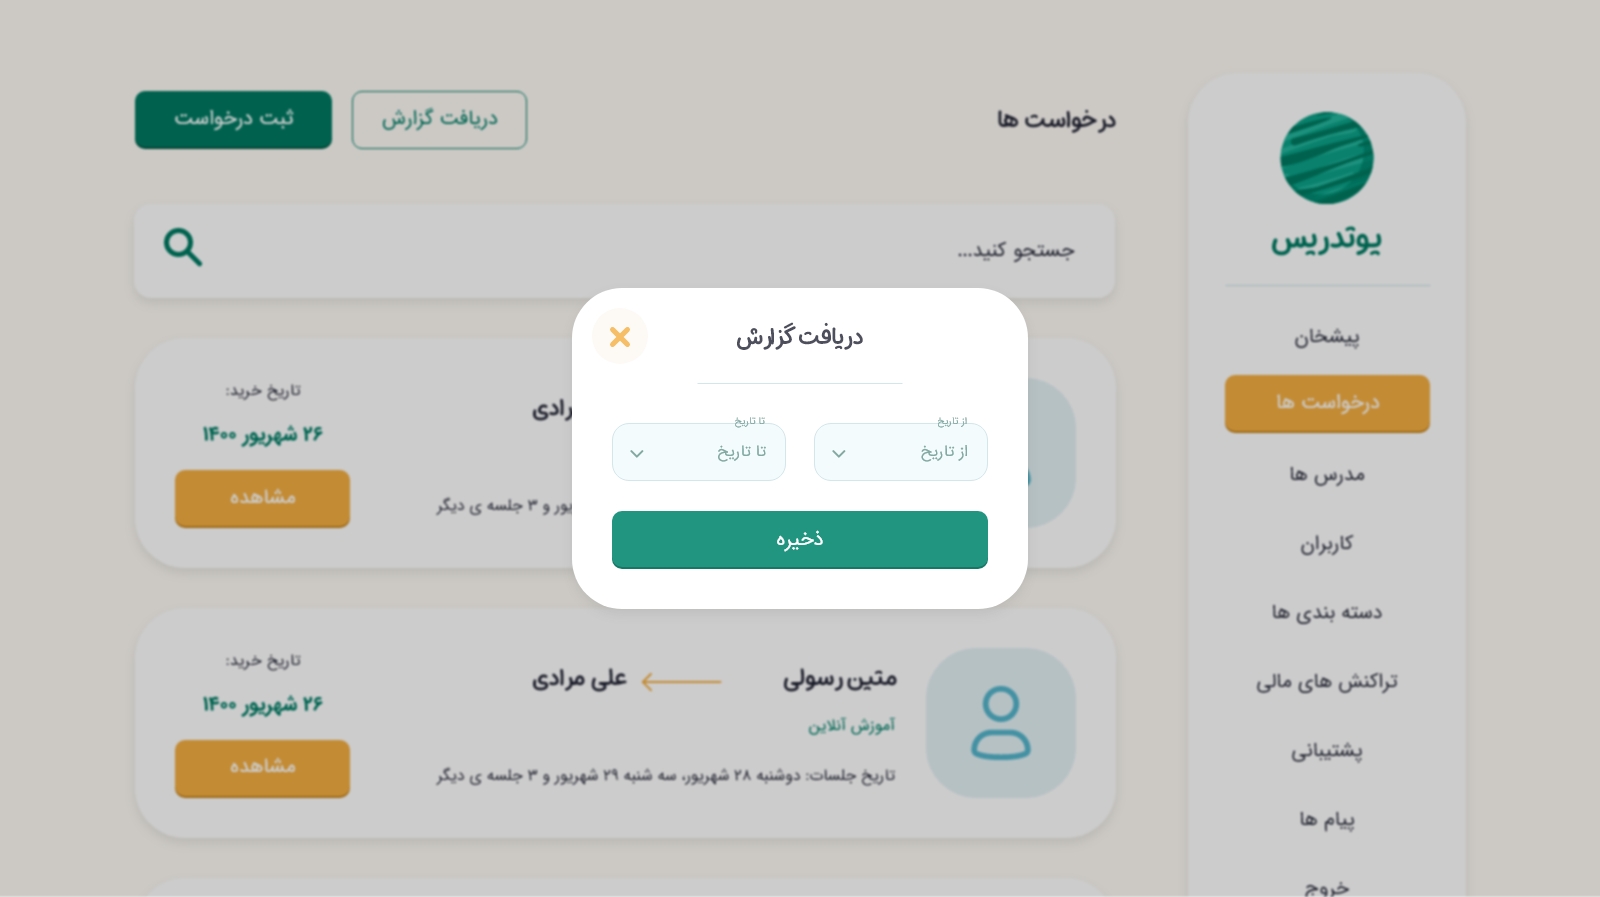 درخواست ها
دریافت گزارش
ثبت درخواست
جستجو کنید...
یوتدریس
پیشخان
درخواست ها
مدرس ها
کاربران
دسته بندی ها
تراکنش های مالی
پشتیبانی
پیام ها
خروج
دریافت گزارش
از تاریخ
از تاریخ
تا تاریخ
تا تاریخ
ذخیره
مرادی
یور و ۳ جلسه ی دیگر
تاریخ خرید:
۲۶ شهریور ۱۴۰۰
مشاهده
متین رسولی
علی مرادی
آموزش آنلاین
تاریخ جلسات: دوشنبه ۲۸ شهریور، سه شنبه ۲۹ شهریور و ۳ جلسه ی دیگر
تاریخ خرید:
۲۶ شهریور ۱۴۰۰
مشاهده